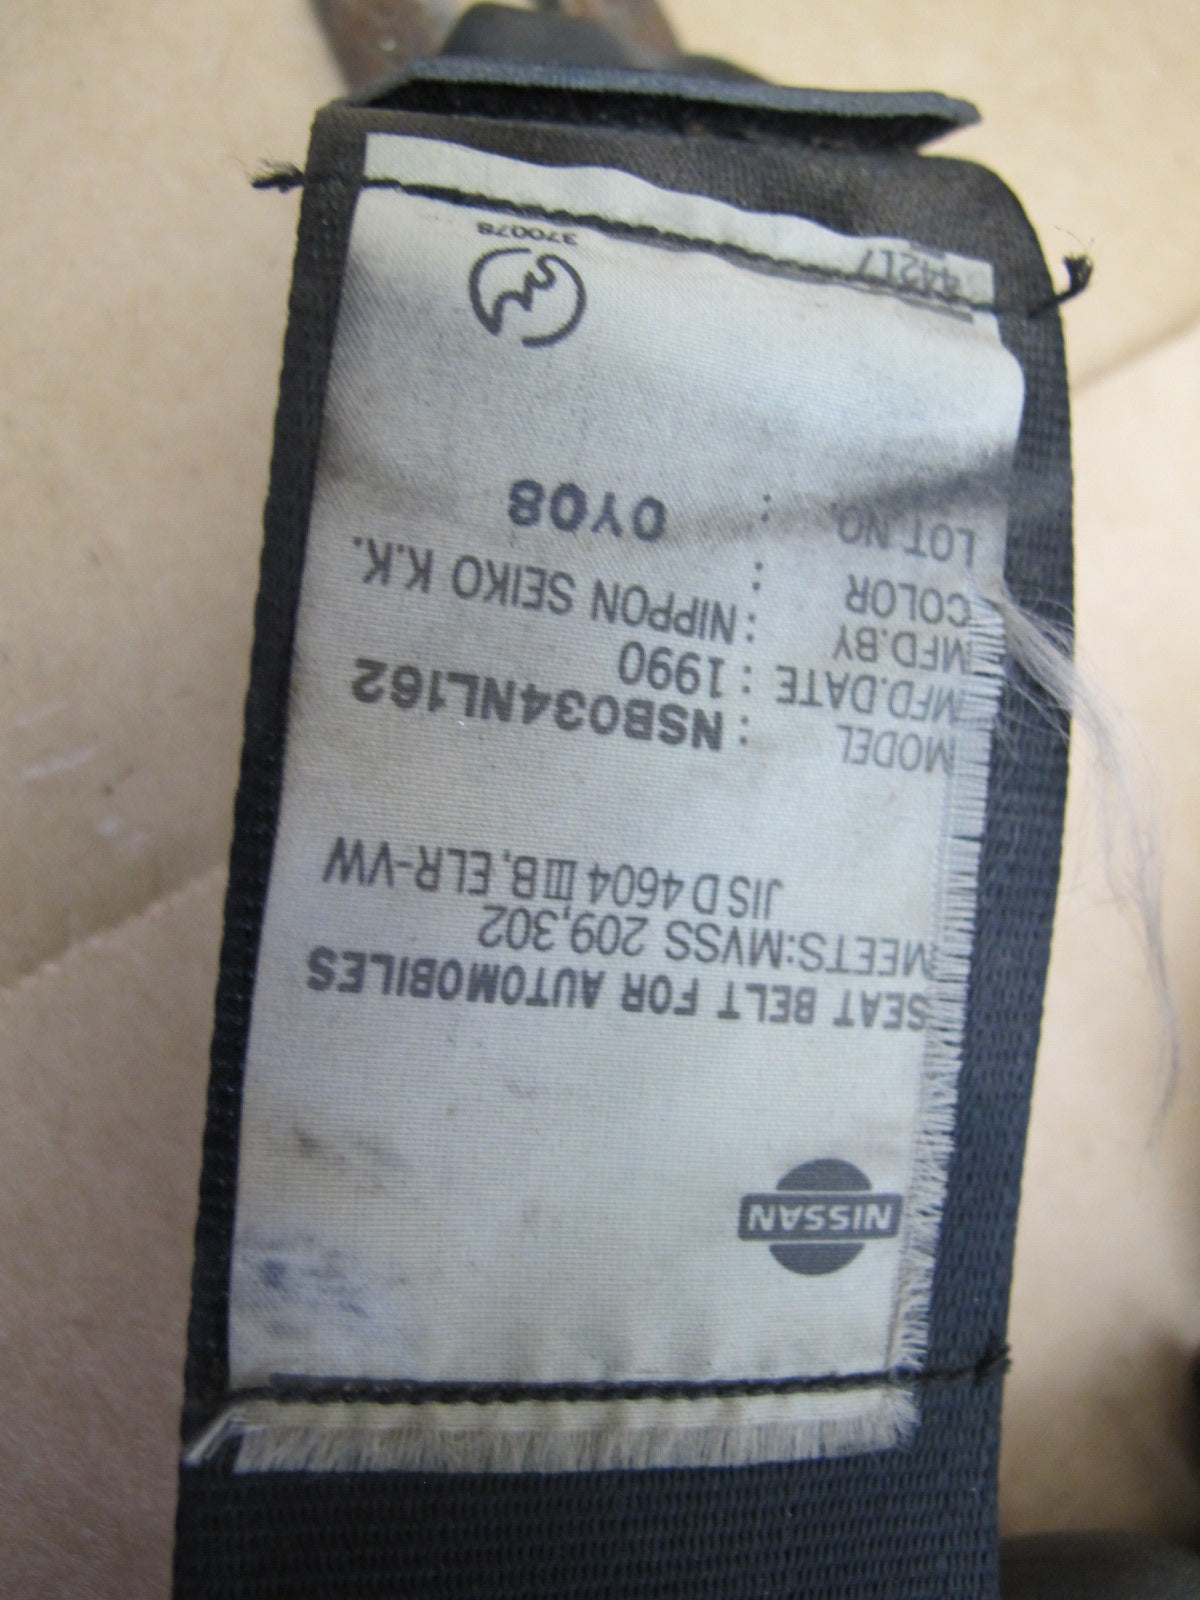 NISSAN
SEAT BELT FOR AUTOMOBILES
MEETS:MVSS 209,302
JIS D 4604 III B, ELR-VW
MODEL : NSB034NL162
MFD.DATE : 1990
MFD.BY : NIPPON SEIKO K.K.
COLOR :
LOT NO. : 0Y08
370078
44217